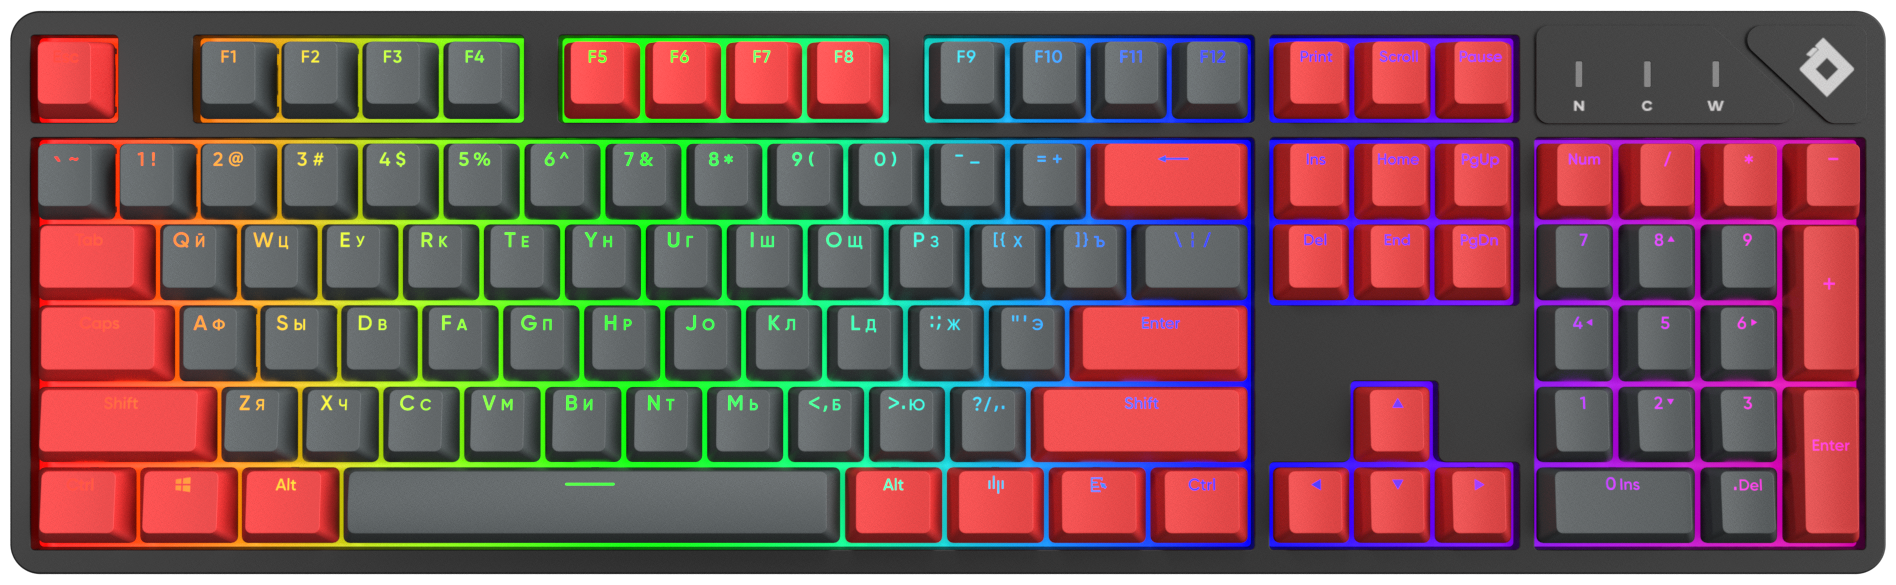 Esc F1 F2 F3 F4 F5 F6 F7 F8 F9 F10 F11 F12 Print Scroll Pause
N C W
` ~ 1 ! 2 @ 3 # 4 $ 5 % 6 ^ 7 & 8 * 9 ( 0 ) - _ = + ← Ins Home PgUp Num / * -
Tab Q Й W Ц E У R К T Е Y Н U Г I Ш O Щ P З [ { Х ] } Ъ \ | / Del End PgDn 7 8 ▲ 9 +
Caps A Ф S Ы D В F А G П H Р J О K Л L Д : ; Ж " ' Э Enter 4 ◄ 5 6 ►
Shift Z Я X Ч C С V М B И N Т M Ь < , Б > . Ю ? / , . Shift ▲ 1 2 ▼ 3 Enter
Ctrl Alt Alt Ctrl ◄ ▼ ► 0 Ins . Del